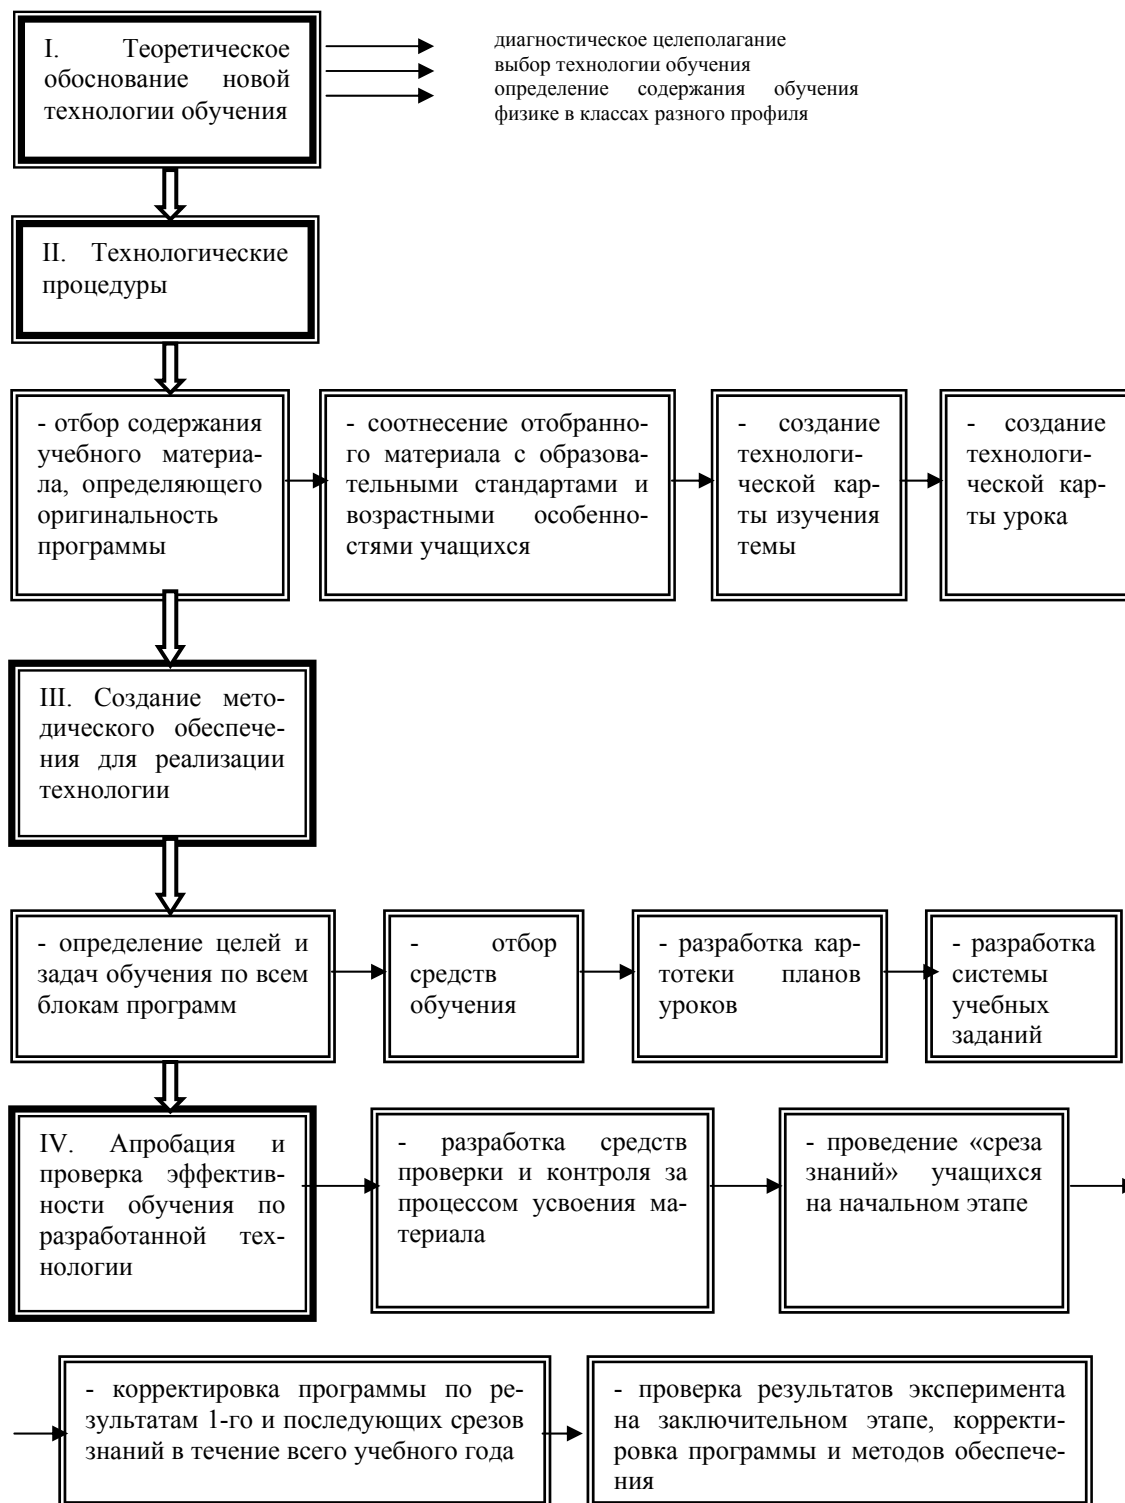 I. Теоретическое
обоснование новой
технологии обучения
диагностическое целеполагание
выбор технологии обучения
определение содержания обучения
физике в классах разного профиля
II. Технологические
процедуры
- отбор содержания
учебного материа-
ла, определяющего
оригинальность
программы
- соотнесение отобранно-
го материала с образова-
тельными стандартами и
возрастными особенно-
стями учащихся
- создание
технологи-
ческой кар-
ты изучения
темы
- создание
технологи-
ческой кар-
ты урока
III. Создание мето-
дического обеспече-
ния для реализации
технологии
- определение целей и
задач обучения по всем
блокам программ
- отбор
средств
обучения
- разработка кар-
тотеки планов
уроков
- разработка
системы
учебных
заданий
IV. Апробация и
проверка эффектив-
ности обучения по
разработанной тех-
нологии
- разработка средств
проверки и контроля за
процессом усвоения ма-
териала
- проведение «среза
знаний» учащихся
на начальном этапе
- корректировка программы по ре-
зультатам 1-го и последующих срезов
знаний в течение всего учебного года
- проверка результатов эксперимента
на заключительном этапе, корректи-
ровка программы и методов обеспече-
ния